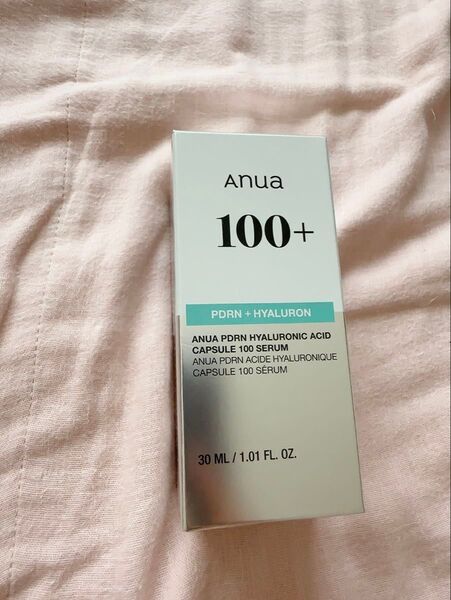 Anua
100+
PDRN + HYALURON
ANUA PDRN HYALURONIC ACID
CAPSULE 100 SERUM
ANUA PDRN ACIDE HYALURONIQUE
CAPSULE 100 SÉRUM
30 ML / 1.01 FL. OZ.